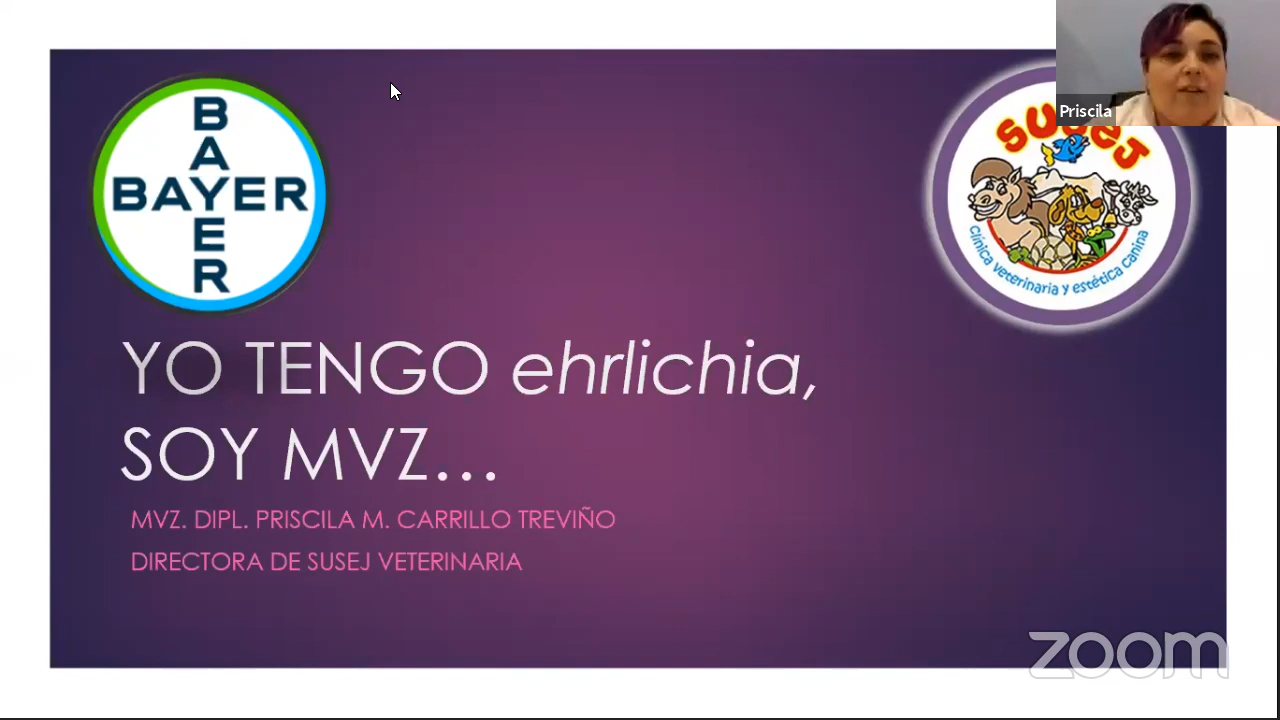 BAYER
BAYER
Priscila
SUSEJ
Clínica veterinaria y estética canina
YO TENGO ehrlichia,
SOY MVZ...
MVZ. DIPL. PRISCILA M. CARRILLO TREVIÑO
DIRECTORA DE SUSEJ VETERINARIA
zoom